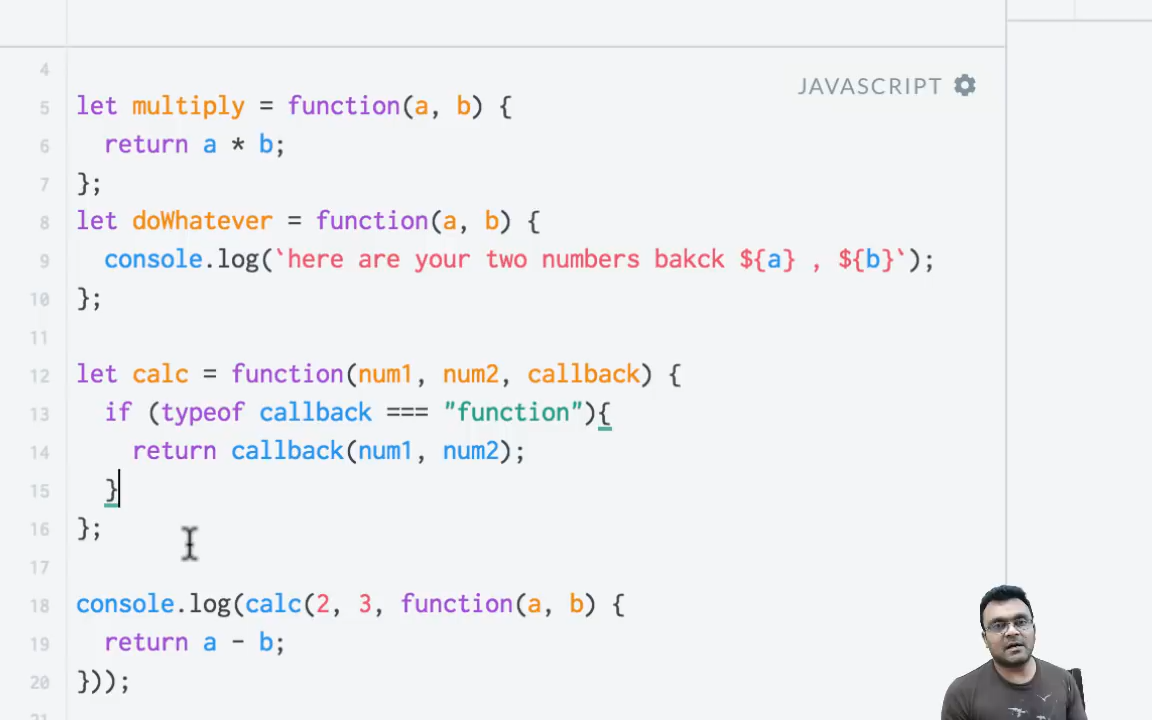 4
JAVASCRIPT
5 let multiply = function(a, b) {
6   return a * b;
7 };
8 let doWhatever = function(a, b) {
9   console.log(`here are your two numbers bakck ${a} , ${b}`);
10 };
11
12 let calc = function(num1, num2, callback) {
13   if (typeof callback === "function"){
14     return callback(num1, num2);
15   }
16 };
17
18 console.log(calc(2, 3, function(a, b) {
19   return a - b;
20 }));